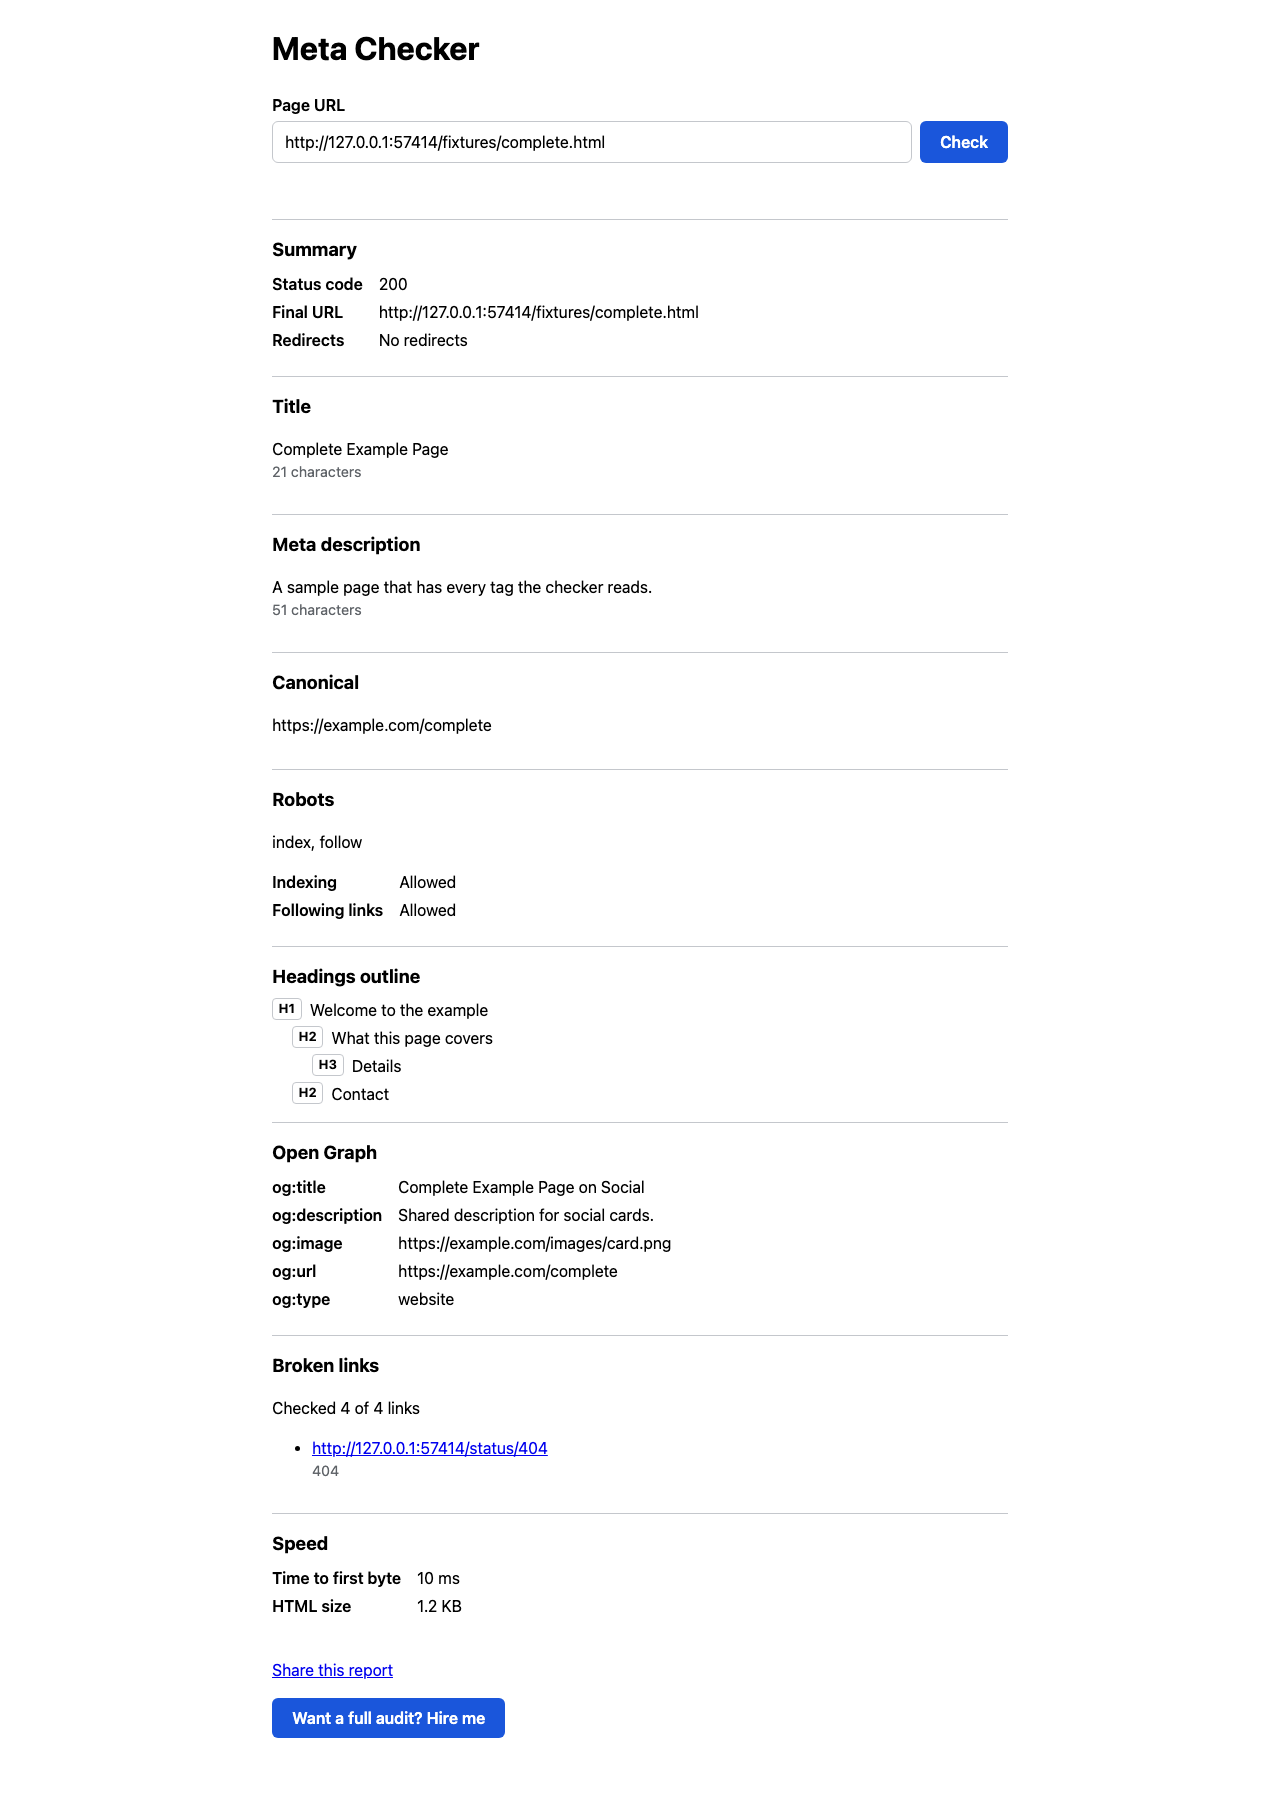 Meta Checker
Page URL
http://127.0.0.1:57414/fixtures/complete.html
Check
Summary
Status code 200
Final URL http://127.0.0.1:57414/fixtures/complete.html
Redirects No redirects
Title
Complete Example Page
21 characters
Meta description
A sample page that has every tag the checker reads.
51 characters
Canonical
https://example.com/complete
Robots
index, follow
Indexing Allowed
Following links Allowed
Headings outline
H1 Welcome to the example
H2 What this page covers
H3 Details
H2 Contact
Open Graph
og:title Complete Example Page on Social
og:description Shared description for social cards.
og:image https://example.com/images/card.png
og:url https://example.com/complete
og:type website
Broken links
Checked 4 of 4 links
http://127.0.0.1:57414/status/404
404
Speed
Time to first byte 10 ms
HTML size 1.2 KB
Share this report
Want a full audit? Hire me